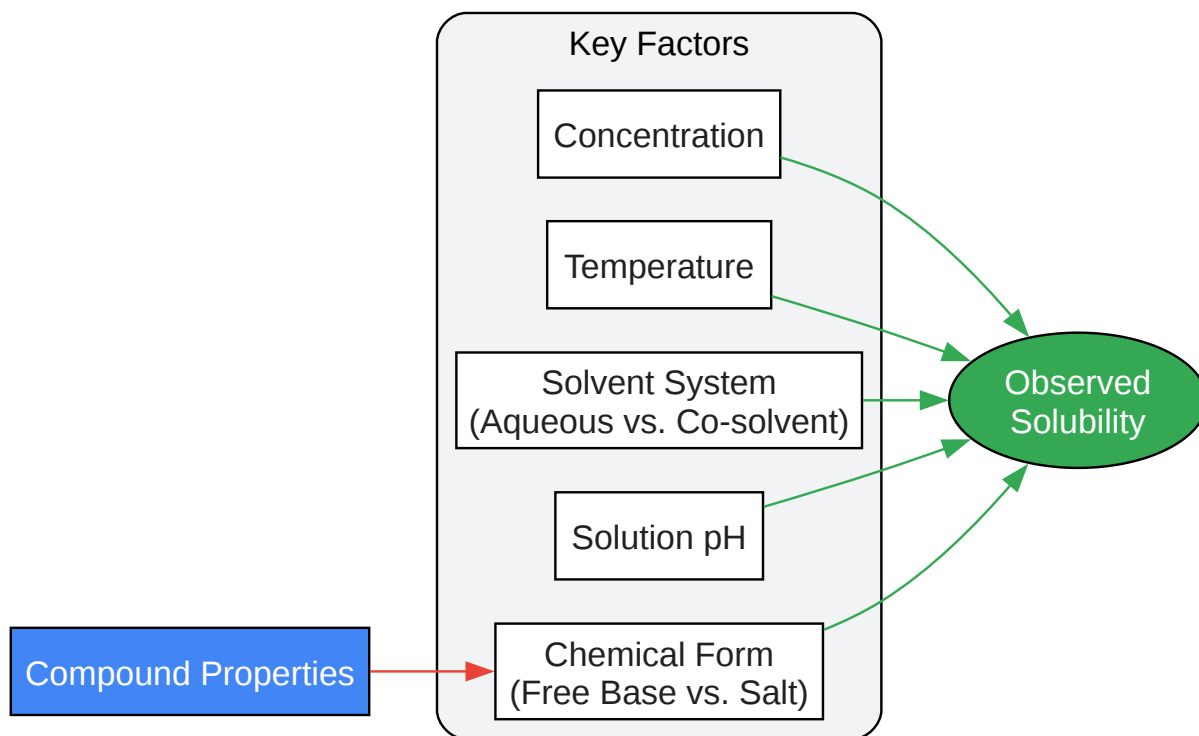 Key Factors
Concentration
Temperature
Solvent System
(Aqueous vs. Co-solvent)
Observed
Solubility
Solution pH
Chemical Form
(Free Base vs. Salt)
Compound Properties